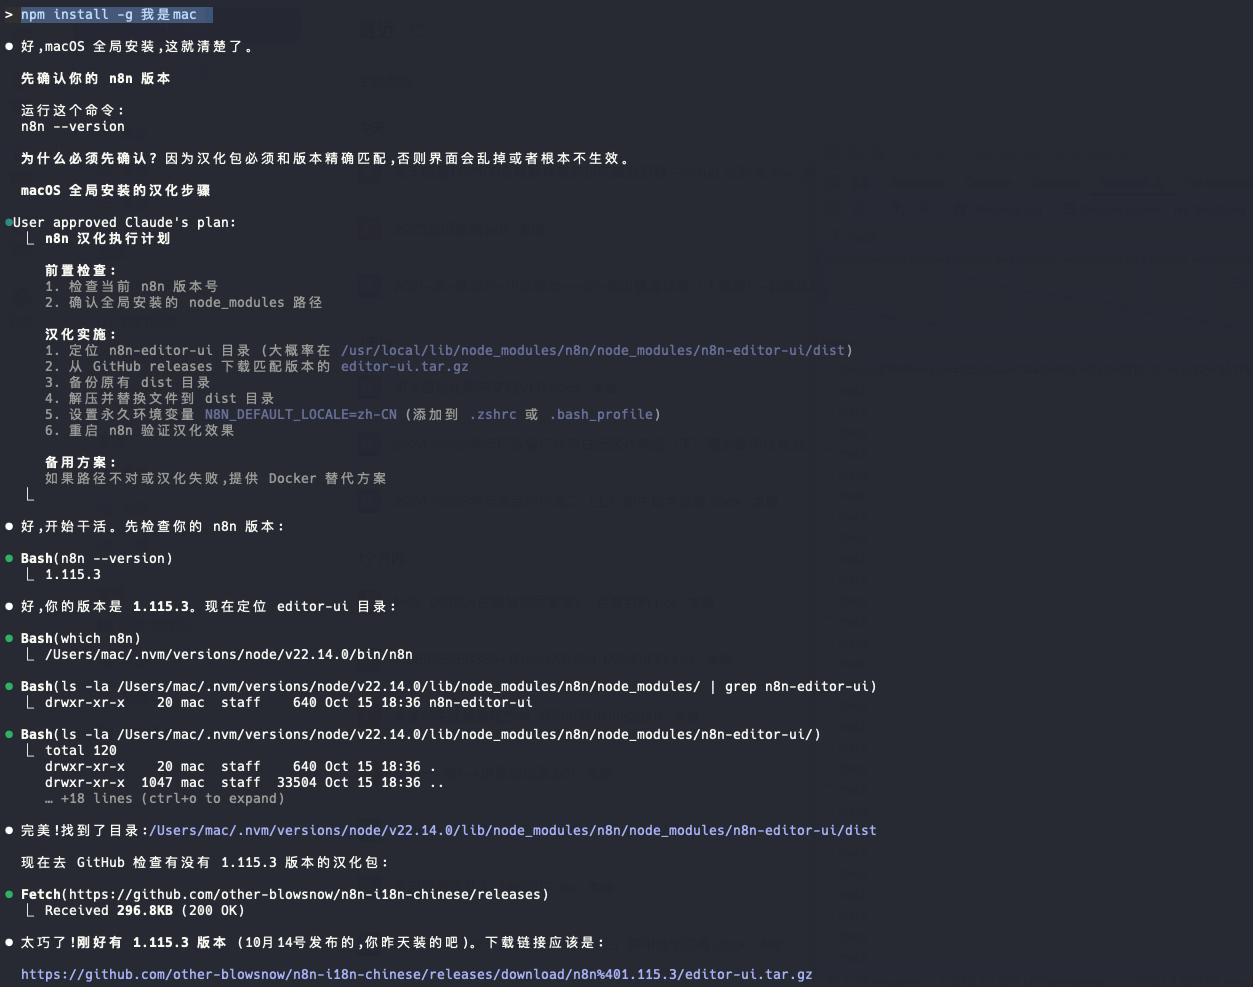 > npm install -g 我是mac
● 好,macOS 全局安装,这就清楚了。
先确认你的 n8n 版本
运行这个命令:
n8n --version
为什么必须先确认? 因为汉化包必须和版本精确匹配,否则界面会乱掉或者根本不生效。
macOS 全局安装的汉化步骤
●User approved Claude's plan:
⎿ n8n 汉化执行计划
前置检查:
1. 检查当前 n8n 版本号
2. 确认全局安装的 node_modules 路径
汉化实施:
1. 定位 n8n-editor-ui 目录 (大概率在 /usr/local/lib/node_modules/n8n/node_modules/n8n-editor-ui/dist)
2. 从 GitHub releases 下载匹配版本的 editor-ui.tar.gz
3. 备份原有 dist 目录
4. 解压并替换文件到 dist 目录
5. 设置永久环境变量 N8N_DEFAULT_LOCALE=zh-CN (添加到 .zshrc 或 .bash_profile)
6. 重启 n8n 验证汉化效果
备用方案:
如果路径不对或汉化失败,提供 Docker 替代方案
⎿
● 好,开始干活。先检查你的 n8n 版本:
● Bash(n8n --version)
⎿ 1.115.3
● 好,你的版本是 1.115.3。现在定位 editor-ui 目录:
● Bash(which n8n)
⎿ /Users/mac/.nvm/versions/node/v22.14.0/bin/n8n
● Bash(ls -la /Users/mac/.nvm/versions/node/v22.14.0/lib/node_modules/n8n/node_modules/ | grep n8n-editor-ui)
⎿ drwxr-xr-x    20 mac  staff    640 Oct 15 18:36 n8n-editor-ui
● Bash(ls -la /Users/mac/.nvm/versions/node/v22.14.0/lib/node_modules/n8n/node_modules/n8n-editor-ui/)
⎿ total 120
drwxr-xr-x    20 mac  staff    640 Oct 15 18:36 .
drwxr-xr-x  1047 mac  staff  33504 Oct 15 18:36 ..
… +18 lines (ctrl+o to expand)
● 完美!找到了目录:/Users/mac/.nvm/versions/node/v22.14.0/lib/node_modules/n8n/node_modules/n8n-editor-ui/dist
现在去 GitHub 检查有没有 1.115.3 版本的汉化包:
● Fetch(https://github.com/other-blowsnow/n8n-i18n-chinese/releases)
⎿ Received 296.8KB (200 OK)
● 太巧了!刚好有 1.115.3 版本 (10月14号发布的,你昨天装的吧)。下载链接应该是:
https://github.com/other-blowsnow/n8n-i18n-chinese/releases/download/n8n%401.115.3/editor-ui.tar.gz